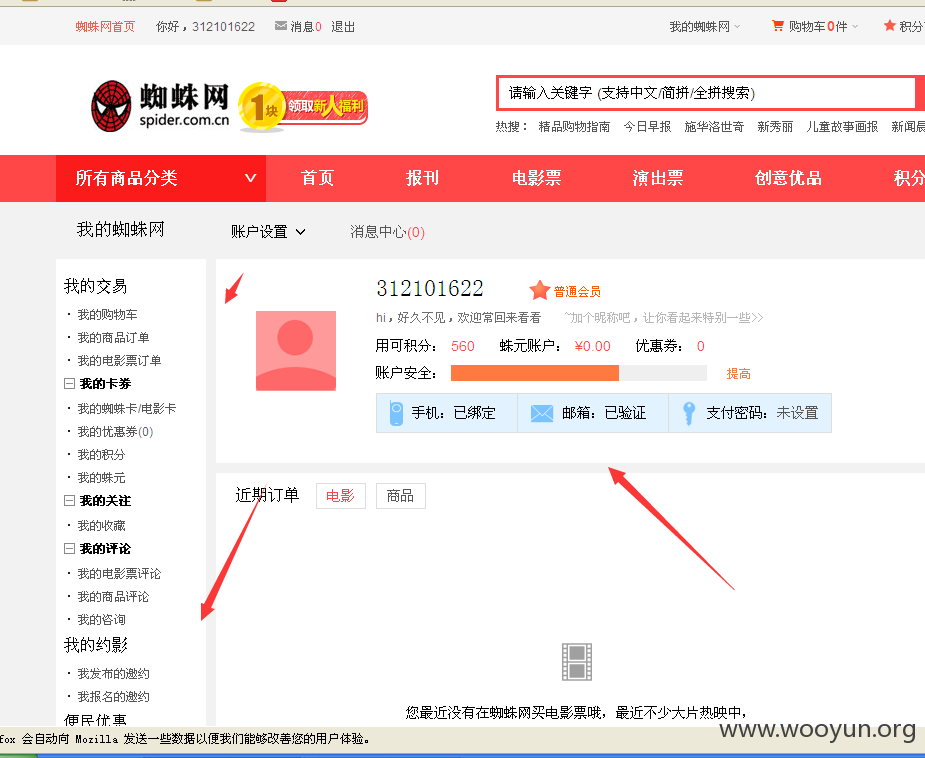 蜘蛛网首页 你好，312101622 消息0 退出 我的蜘蛛网 购物车0件 积分
蜘蛛网 spider.com.cn
1块 领取新人福利
请输入关键字 (支持中文/简拼/全拼搜索)
热搜： 精品购物指南 今日早报 施华洛世奇 新秀丽 儿童故事画报 新闻晨
所有商品分类 首页 报刊 电影票 演出票 创意优品 积分
我的蜘蛛网 账户设置 消息中心(0)
我的交易
· 我的购物车
· 我的商品订单
· 我的电影票订单
我的卡券
· 我的蜘蛛卡/电影卡
· 我的优惠券(0)
· 我的积分
· 我的蛛元
我的关注
· 我的收藏
我的评论
· 我的电影票评论
· 我的商品评论
· 我的咨询
我的约影
· 我发布的邀约
· 我报名的邀约
便民优惠
312101622 普通会员
hi，好久不见，欢迎常回来看看 加个昵称吧，让你看起来特别一些>>
用可积分： 560 蛛元账户： ¥0.00 优惠券： 0
账户安全： 提高
手机：已绑定 邮箱：已验证 支付密码：未设置
近期订单 电影 商品
您最近没有在蜘蛛网买电影票哦，最近不少大片热映中，
www.wooyun.org
fox 会自动向 Mozilla 发送一些数据以便我们能够改善您的用户体验。